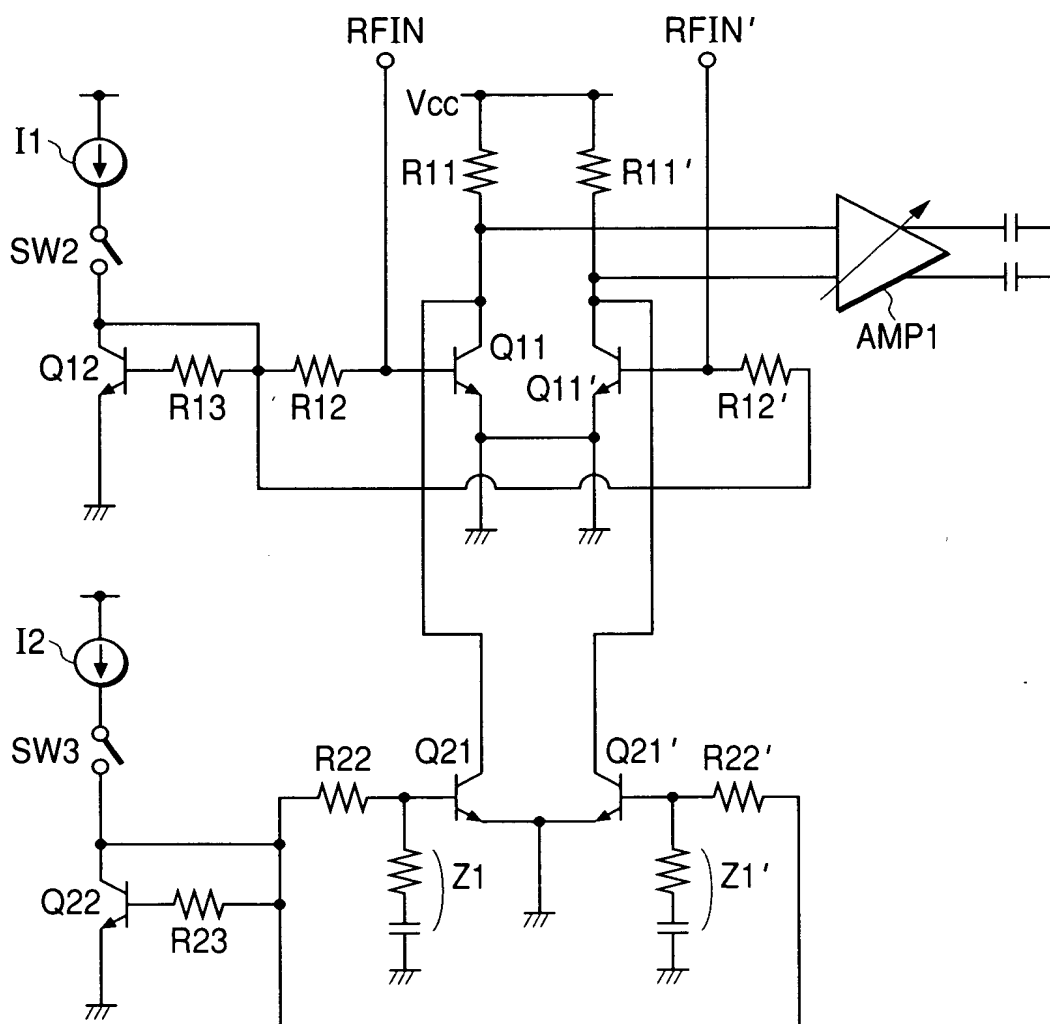 RFIN RFIN'
Vcc
I1
R11 R11'
SW2
AMP1
Q12 Q11
Q11'
R13 R12 R12'
I2
SW3
R22 Q21 Q21' R22'
Z1 Z1'
Q22
R23